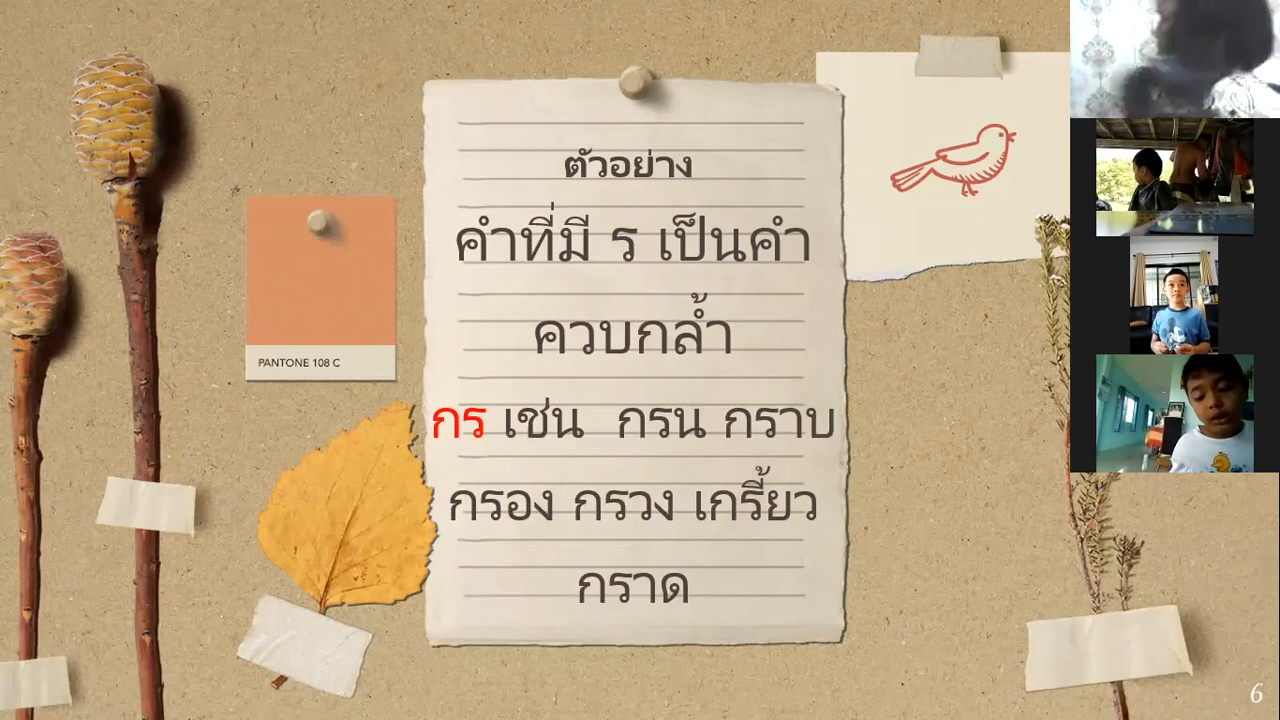 ตัวอย่าง
คำที่มี ร เป็นคำ
ควบกล้ำ
กร เช่น กรน กราบ
กรอง กรวง เกรี้ยว
กราด
PANTONE 108 C
6